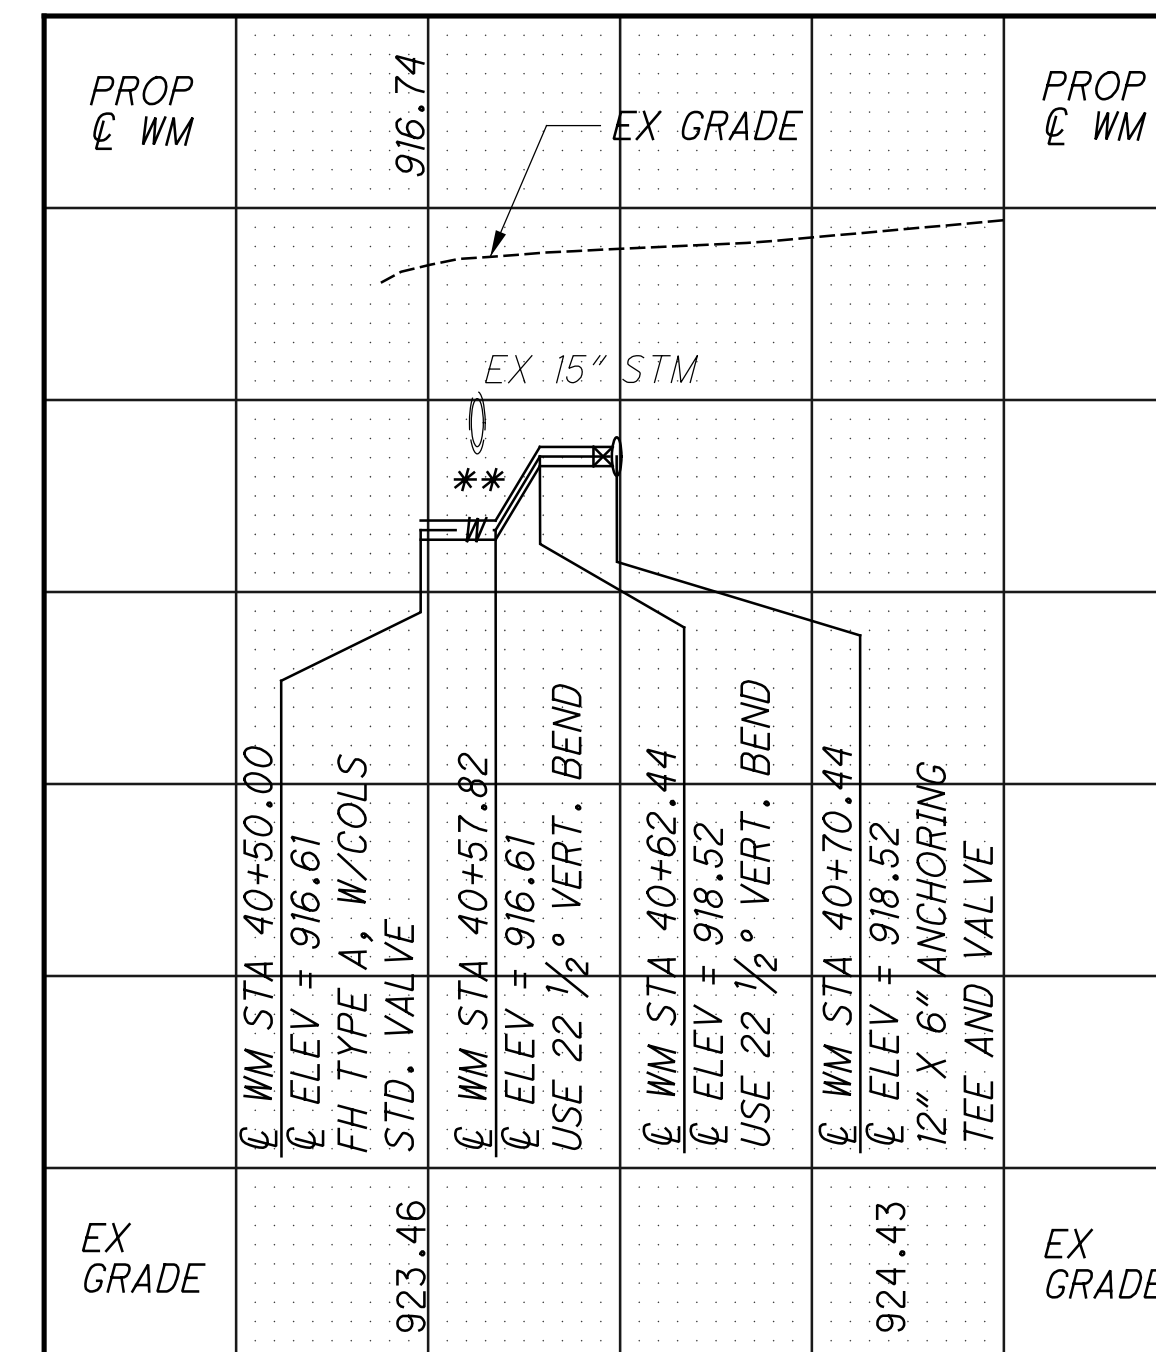 PROP
℄ WM
916.74
EX GRADE
PROP
℄ WM
EX 15" STM
**
W
℄ WM STA 40+50.00
℄ ELEV = 916.61
FH TYPE A, W/COLS
STD. VALVE
℄ WM STA 40+57.82
℄ ELEV = 916.61
USE 22 ½° VERT. BEND
℄ WM STA 40+62.44
℄ ELEV = 918.52
USE 22 ½° VERT. BEND
℄ WM STA 40+70.44
℄ ELEV = 918.52
12" X 6" ANCHORING
TEE AND VALVE
EX
GRADE
923.46
924.43
EX
GRADE